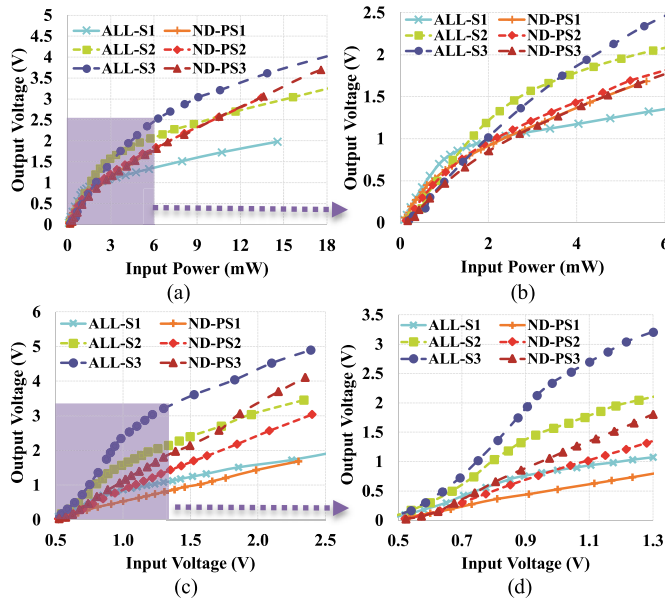 5
4.5
4
3.5
3
2.5
2
1.5
1
0.5
0
Output Voltage (V)
ALL-S1
ALL-S2
ALL-S3
ND-PS1
ND-PS2
ND-PS3
0 3 6 9 12 15 18
Input Power (mW)
(a)
2.5
2
1.5
1
0.5
0
Output Voltage (V)
ALL-S1
ALL-S2
ALL-S3
ND-PS1
ND-PS2
ND-PS3
0 2 4 6
Input Power (mW)
(b)
6
5
4
3
2
1
0
Output Voltage (V)
ALL-S1
ALL-S2
ALL-S3
ND-PS1
ND-PS2
ND-PS3
0.5 1.0 1.5 2.0 2.5
Input Voltage (V)
(c)
3.5
3
2.5
2
1.5
1
0.5
0
Output Voltage (V)
ALL-S1
ALL-S2
ALL-S3
ND-PS1
ND-PS2
ND-PS3
0.5 0.7 0.9 1.1 1.3
Input Voltage (V)
(d)